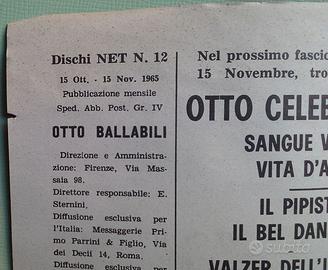 Dischi NET N. 12
15 Ott. - 15 Nov. 1965
Pubblicazione mensile
Sped. Abb. Post. Gr. IV
OTTO BALLABILI
Direzione e Amministra-
zione: Firenze, Via Mas-
saia 98.
Direttore responsabile: E.
Sternini.
Diffusione esclusiva per
l'Italia: Messaggerie Pri-
mo Parrini & Figlio, Via
dei Decii 14, Roma.
Diffusione esclusiva per
Nel prossimo fascic
15 Novembre, tro
OTTO CELEB
SANGUE V
VITA D'A
IL PIPIST
IL BEL DAN
VALZER DELL'I
subito